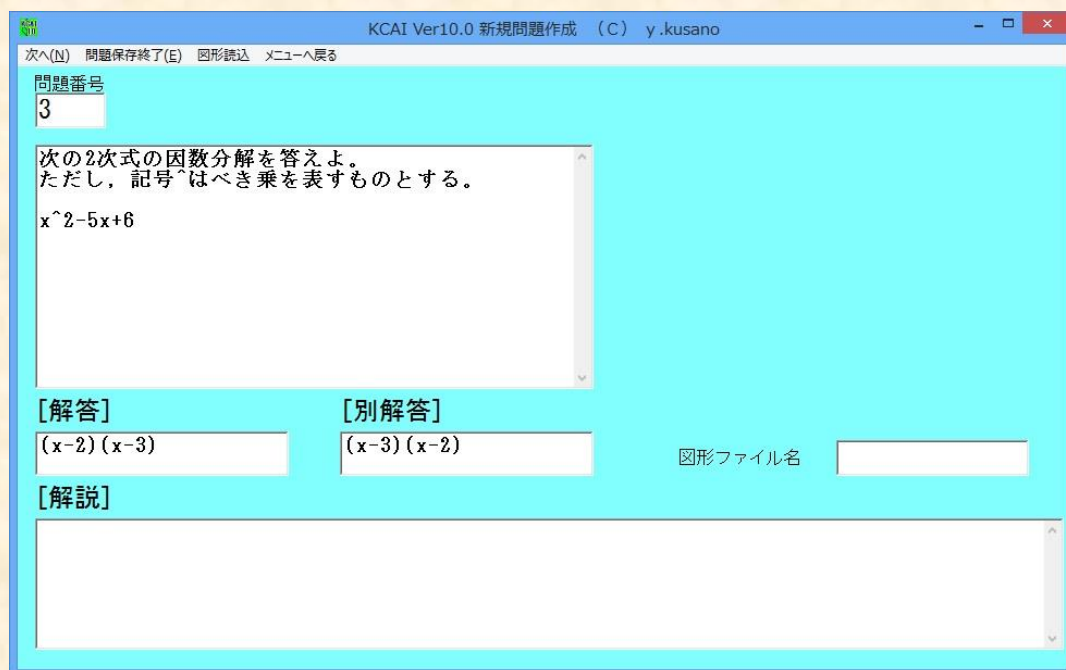 KCAI Ver10.0 新規問題作成 （C） y .kusano
次へ(N) 問題保存終了(E) 図形読込 メニューへ戻る
問題番号
3
次の2次式の因数分解を答えよ。
ただし，記号^はべき乗を表すものとする。
x^2-5x+6
[解答] [別解答]
(x-2)(x-3) (x-3)(x-2)
図形ファイル名
[解説]